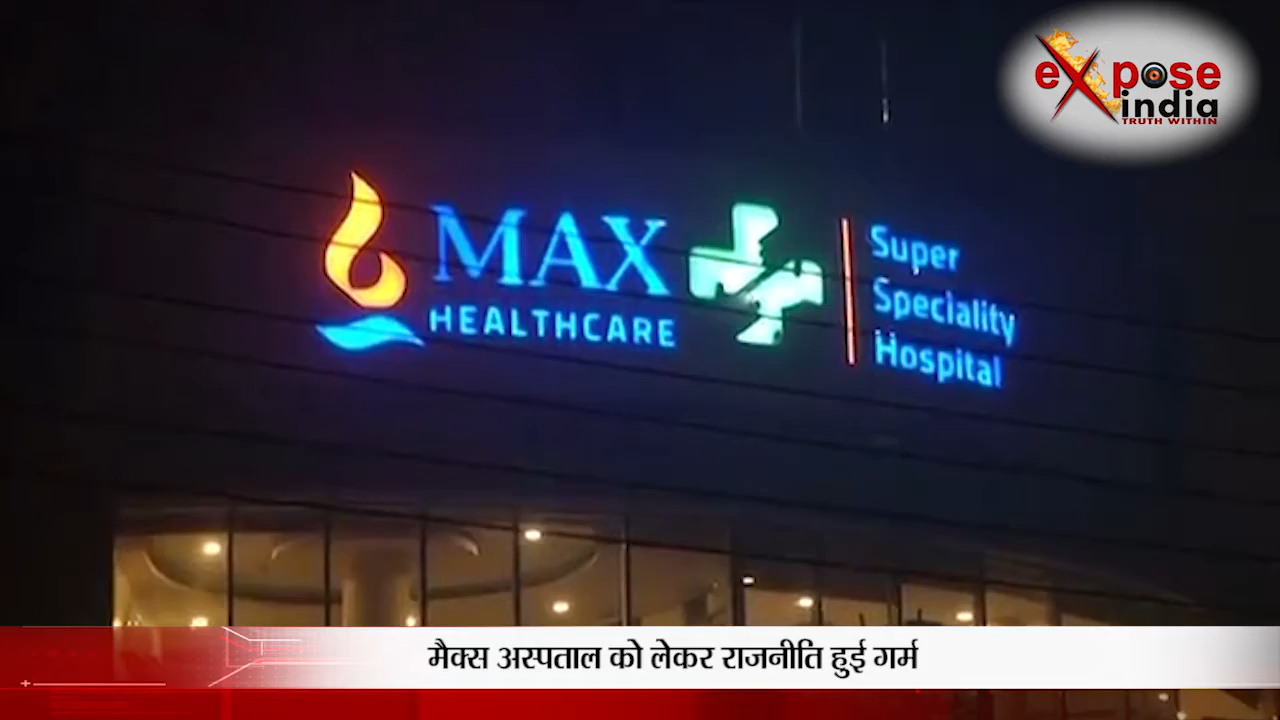 eXpose
india
TRUTH WITHIN
MAX
HEALTHCARE
Super
Speciality
Hospital
मैक्स अस्पताल को लेकर राजनीति हुई गर्म